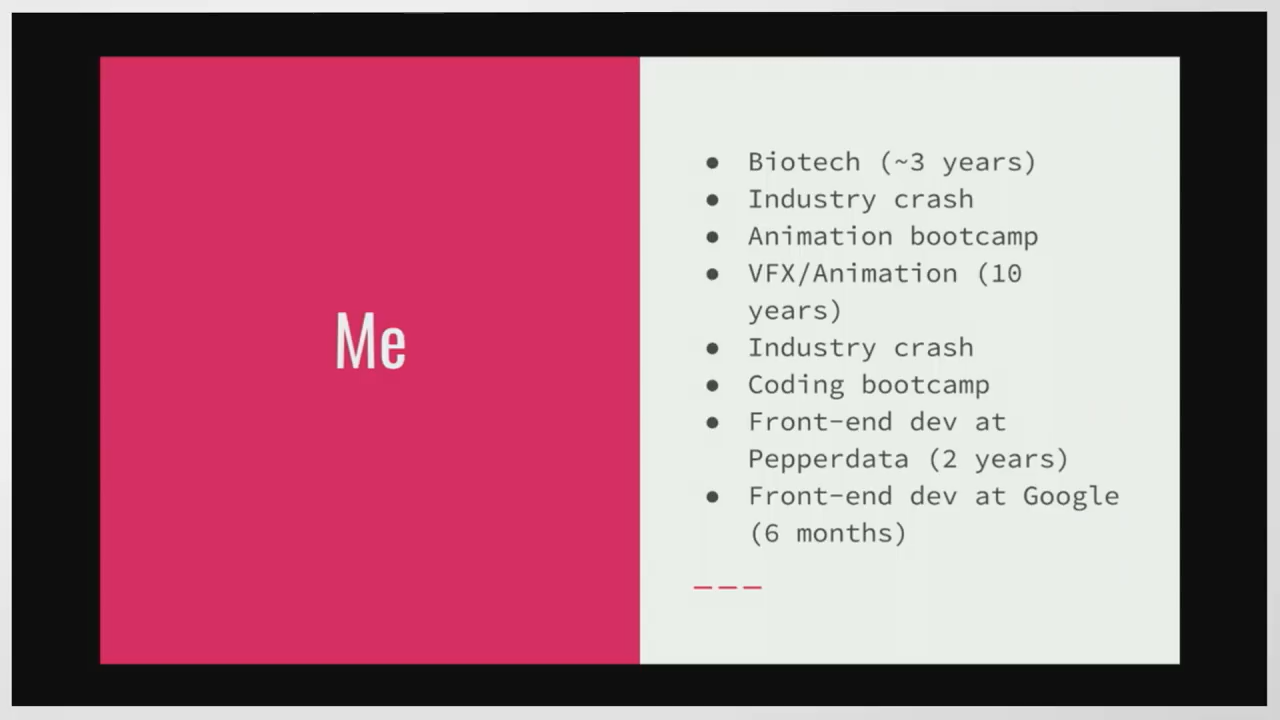 Me
● Biotech (~3 years)
● Industry crash
● Animation bootcamp
● VFX/Animation (10
years)
● Industry crash
● Coding bootcamp
● Front-end dev at
Pepperdata (2 years)
● Front-end dev at Google
(6 months)